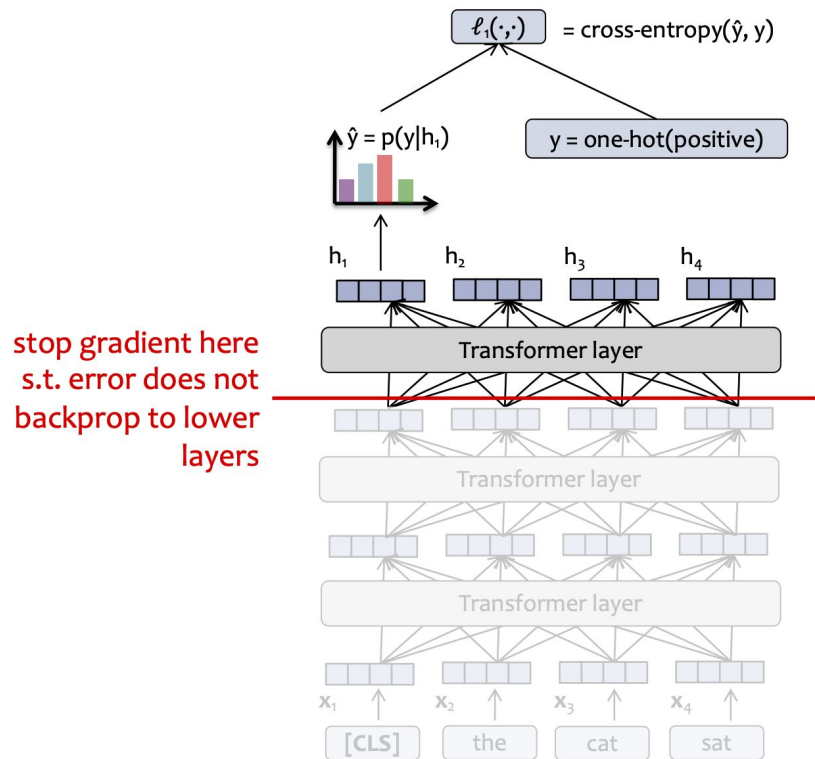 ℓ₁(·,·) = cross-entropy(ŷ, y)
ŷ = p(y|h₁)
y = one-hot(positive)
h₁ h₂ h₃ h₄
stop gradient here
s.t. error does not
backprop to lower
layers
Transformer layer
Transformer layer
Transformer layer
x₁ x₂ x₃ x₄
[CLS] the cat sat